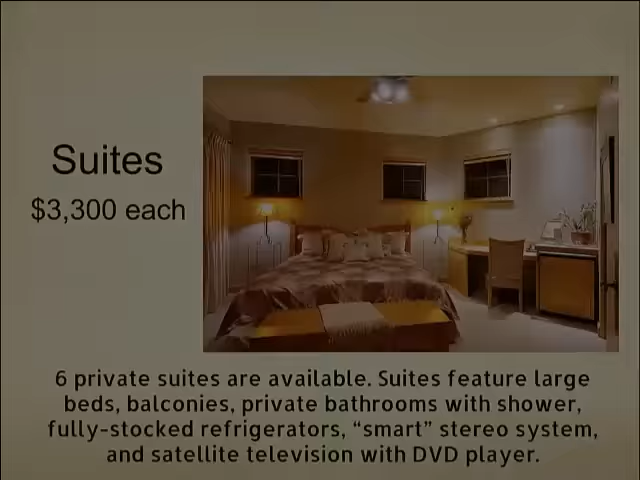 Suites
$3,300 each
6 private suites are available. Suites feature large
beds, balconies, private bathrooms with shower,
fully-stocked refrigerators, “smart” stereo system,
and satellite television with DVD player.